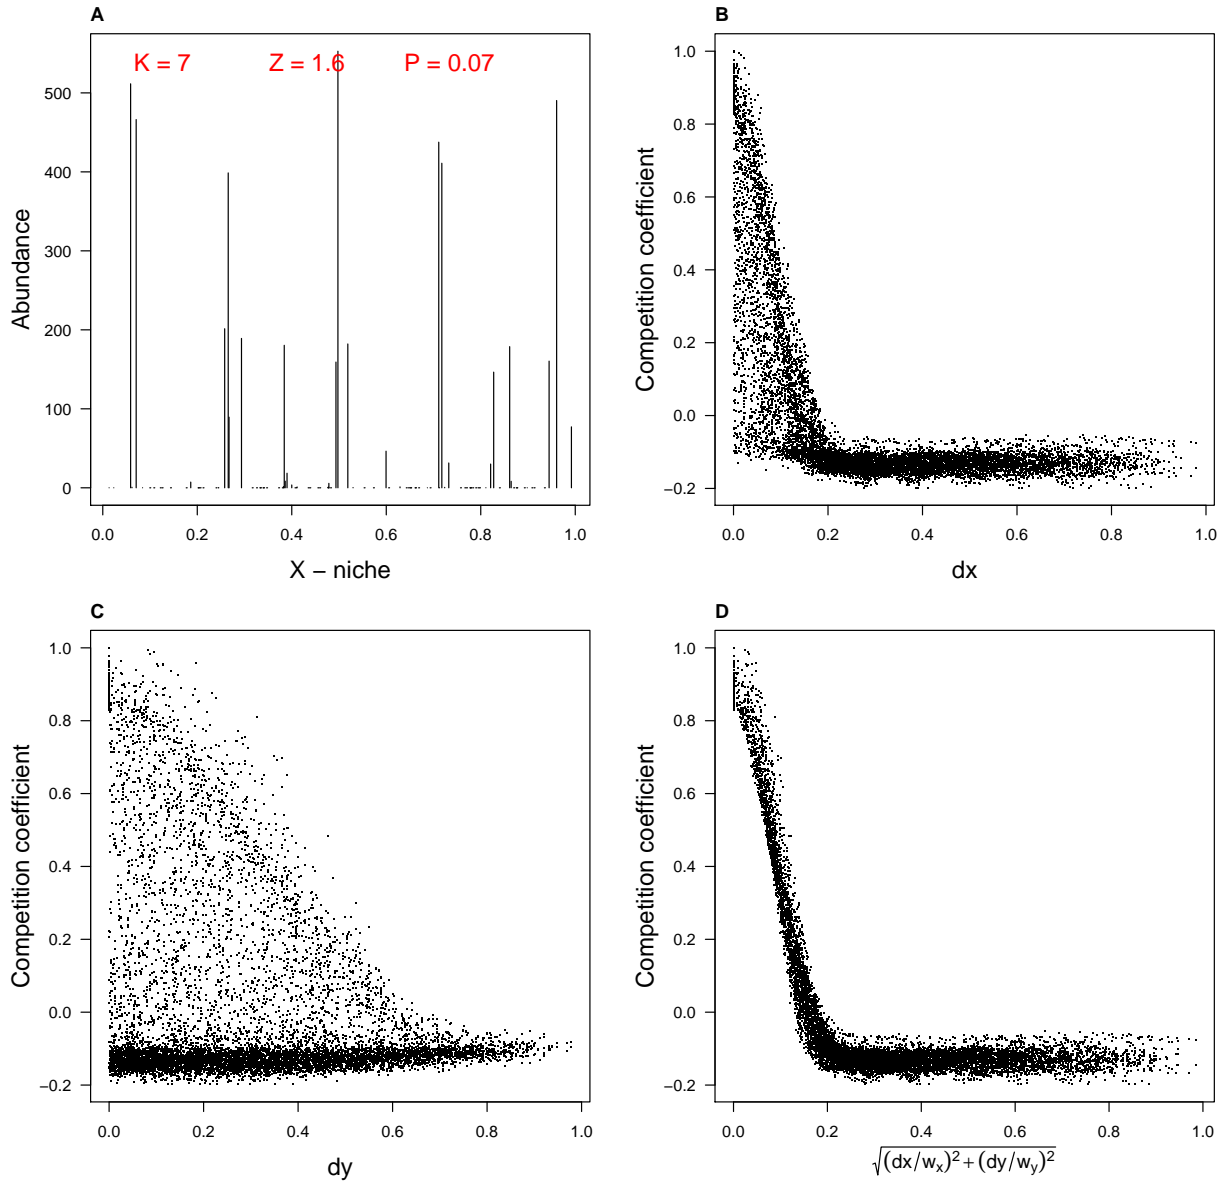 A
K = 7 Z = 1.6 P = 0.07
Abundance
500
400
300
200
100
0
0.0 0.2 0.4 0.6 0.8 1.0
X − niche
B
Competition coefficient
1.0
0.8
0.6
0.4
0.2
0.0
−0.2
0.0 0.2 0.4 0.6 0.8 1.0
dx
C
Competition coefficient
1.0
0.8
0.6
0.4
0.2
0.0
−0.2
0.0 0.2 0.4 0.6 0.8 1.0
dy
D
Competition coefficient
1.0
0.8
0.6
0.4
0.2
0.0
−0.2
0.0 0.2 0.4 0.6 0.8 1.0
√(dx/wₓ)² + (dy/w_y)²